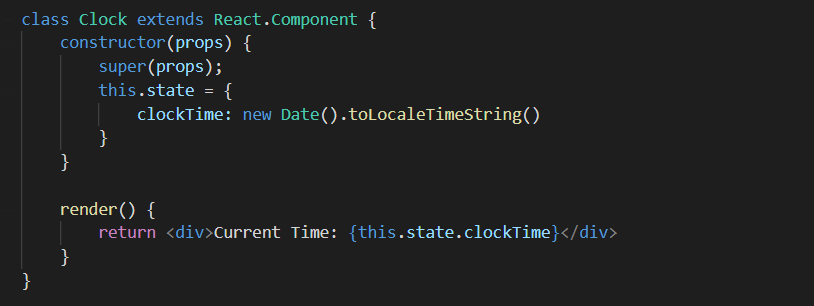 class Clock extends React.Component {
    constructor(props) {
        super(props);
        this.state = {
            clockTime: new Date().toLocaleTimeString()
        }
    }

    render() {
        return <div>Current Time: {this.state.clockTime}</div>
    }
}